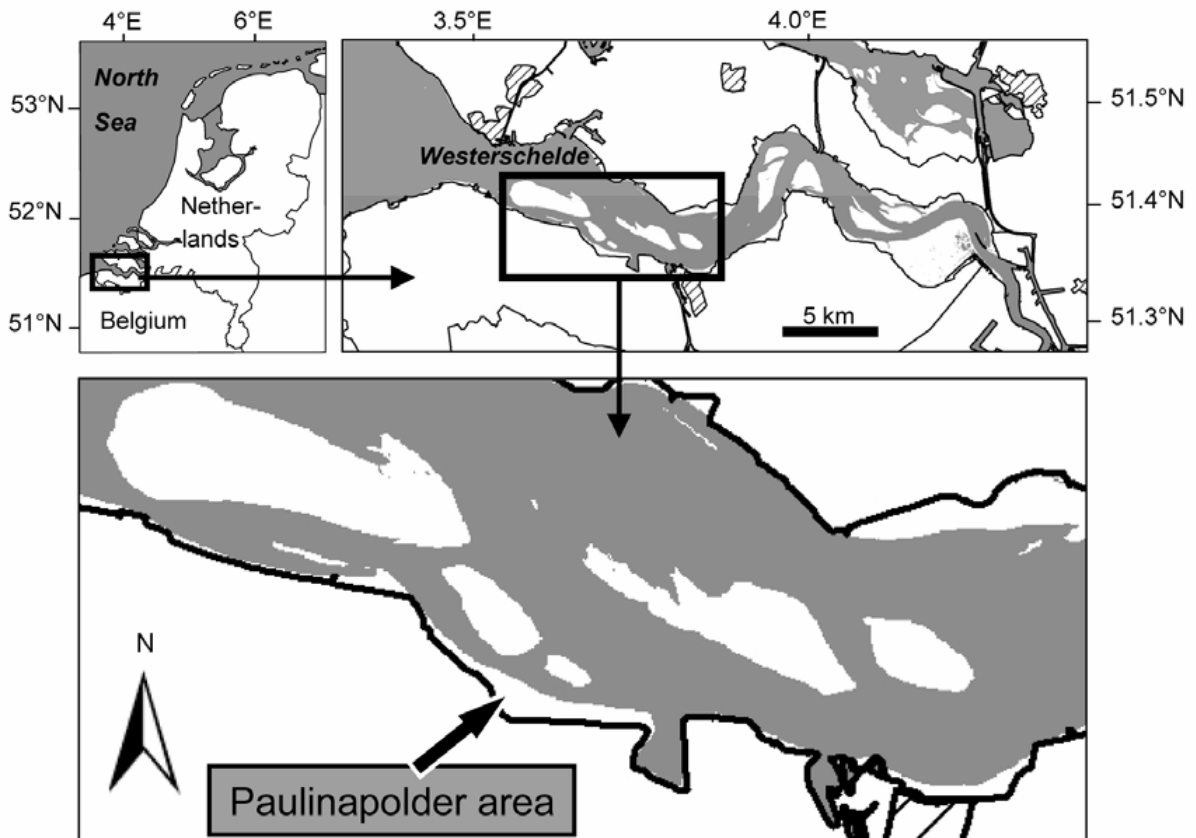 4°E
6°E
3.5°E
4.0°E
North
Sea
53°N
52°N
51°N
Nether-
lands
Belgium
Westerschelde
5 km
51.5°N
51.4°N
51.3°N
N
Paulinapolder area